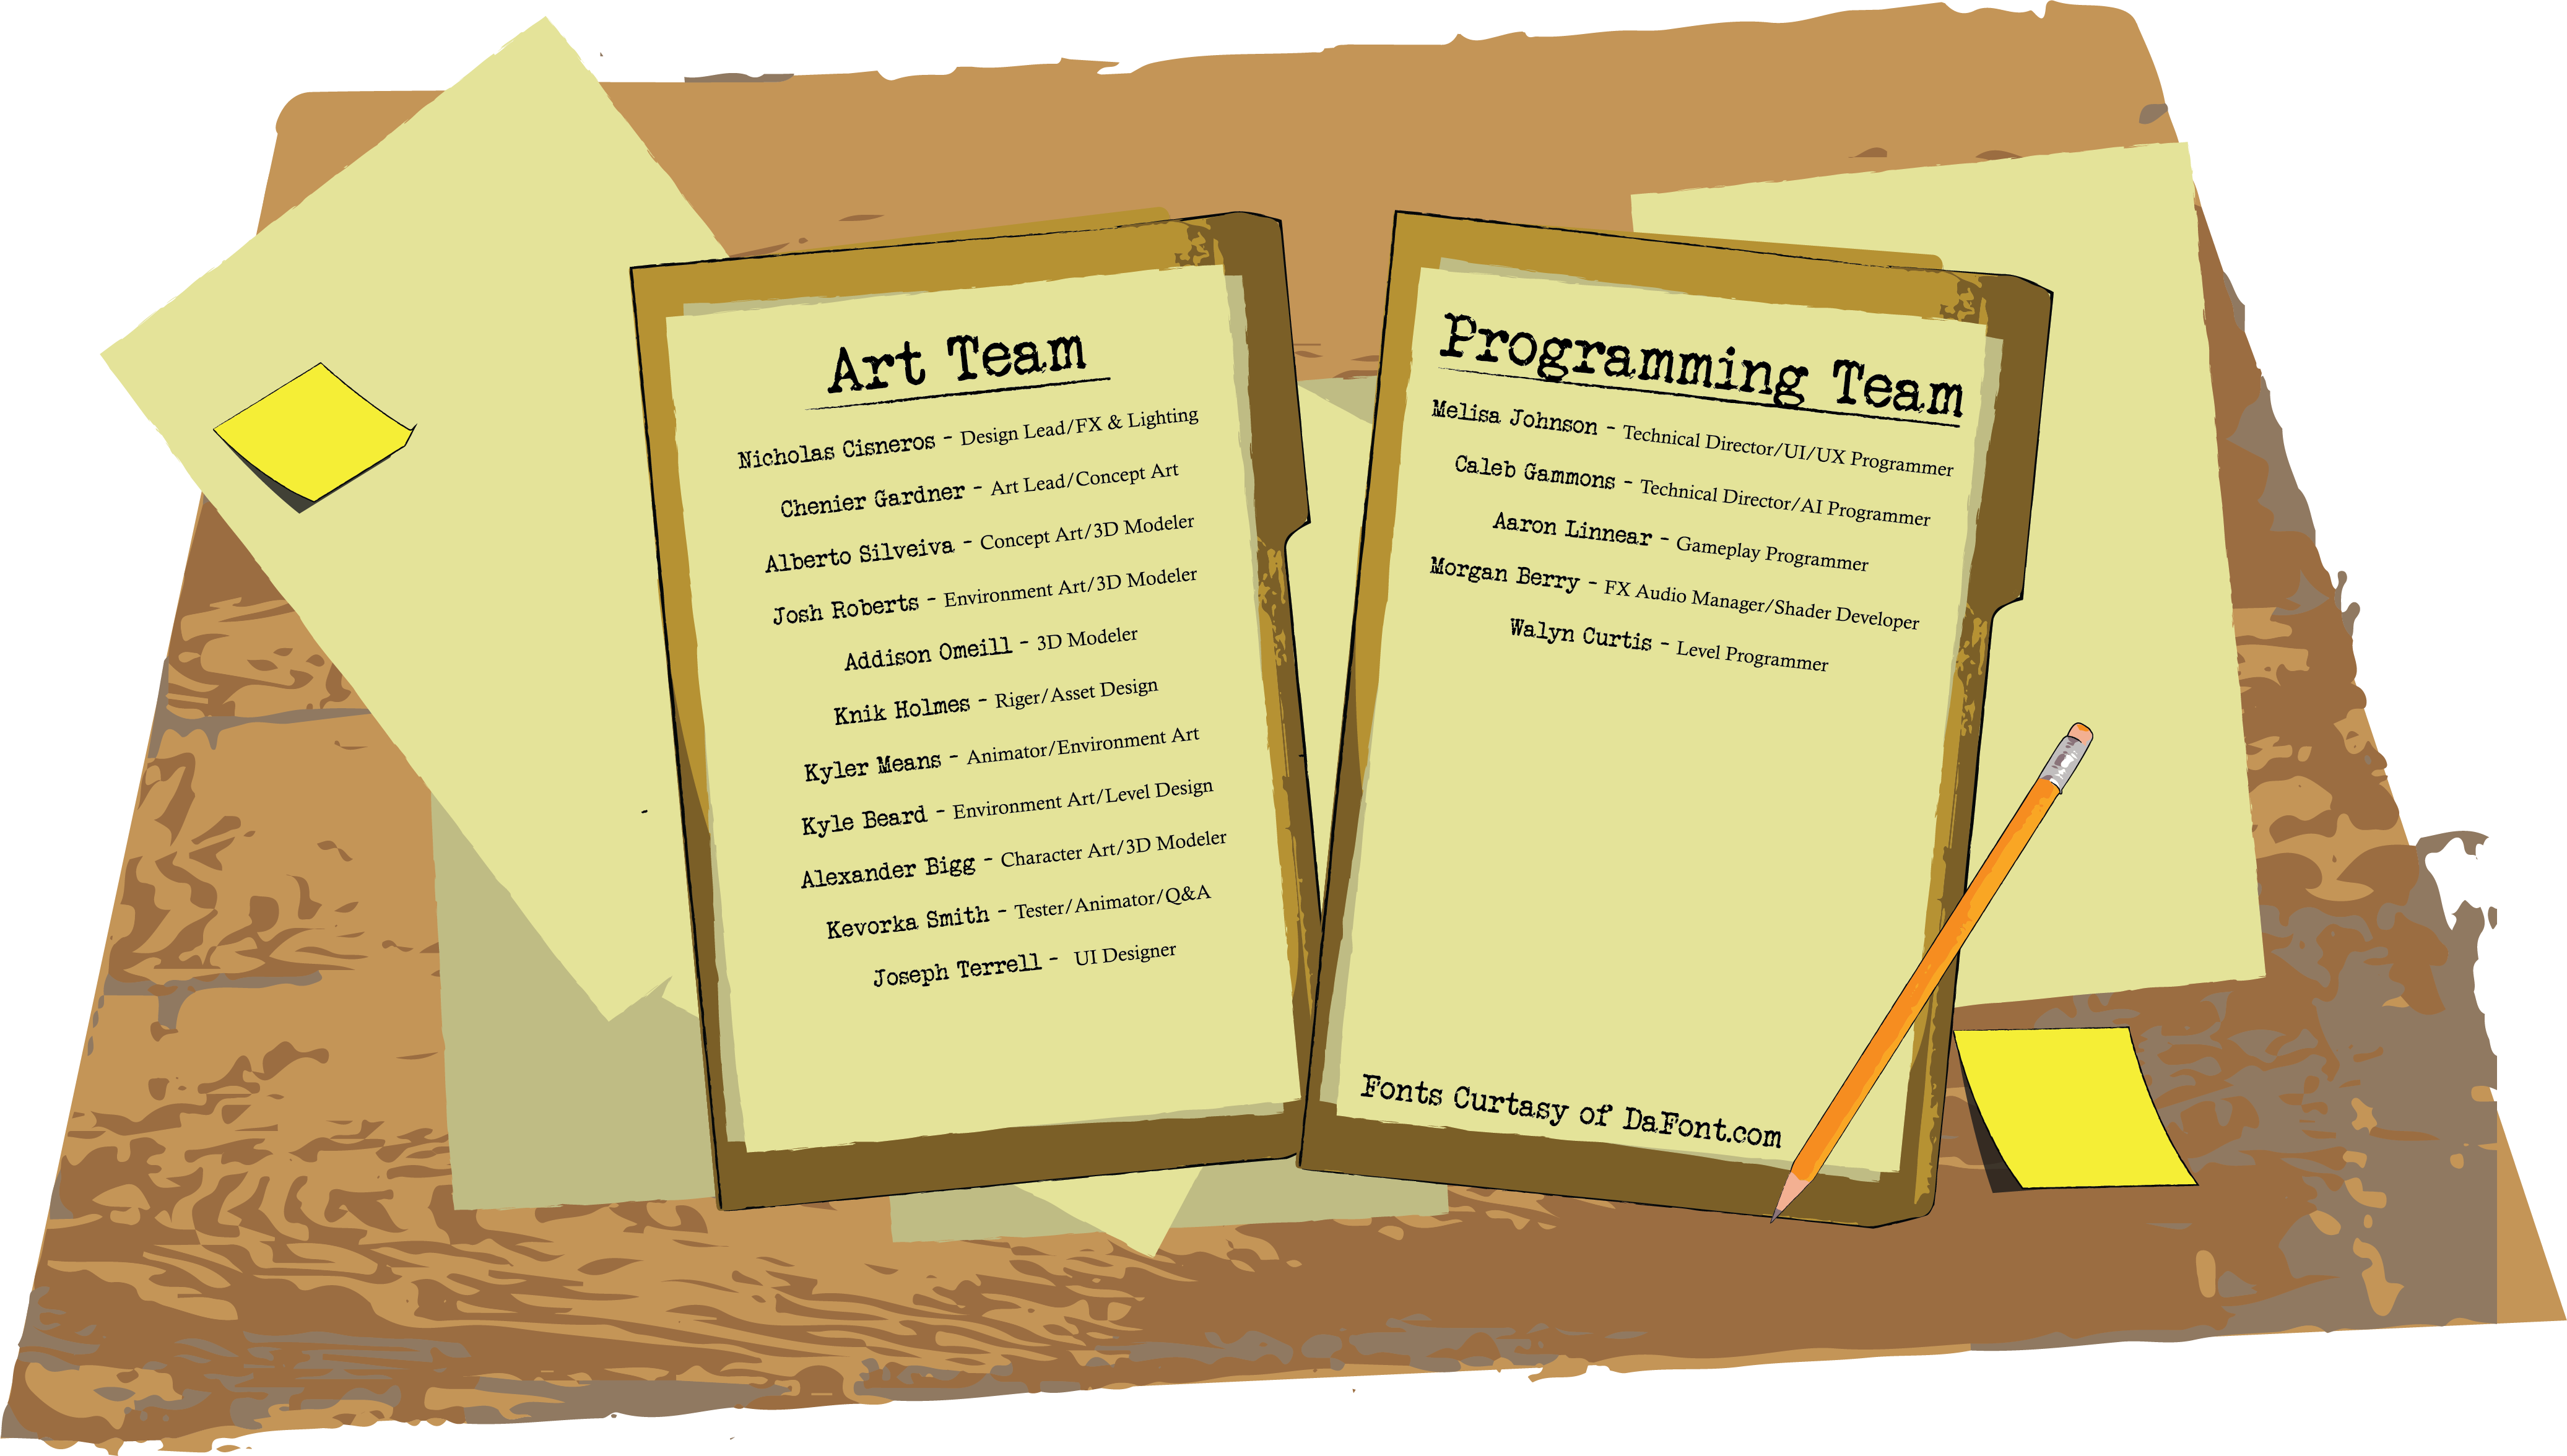 Art Team
Nicholas Cisneros - Design Lead/FX & Lighting
Chenier Gardner - Art Lead/Concept Art
Alberto Silveiva - Concept Art/3D Modeler
Josh Roberts - Environment Art/3D Modeler
Addison Omeill - 3D Modeler
Knik Holmes - Riger/Asset Design
Kyler Means - Animator/Environment Art
Kyle Beard - Environment Art/Level Design
Alexander Bigg - Character Art/3D Modeler
Kevorka Smith - Tester/Animator/Q&A
Joseph Terrell - UI Designer
Programming Team
Melisa Johnson - Technical Director/UI/UX Programmer
Caleb Gammons - Technical Director/AI Programmer
Aaron Linnear - Gameplay Programmer
Morgan Berry - FX Audio Manager/Shader Developer
Walyn Curtis - Level Programmer
Fonts Curtasy of DaFont.com